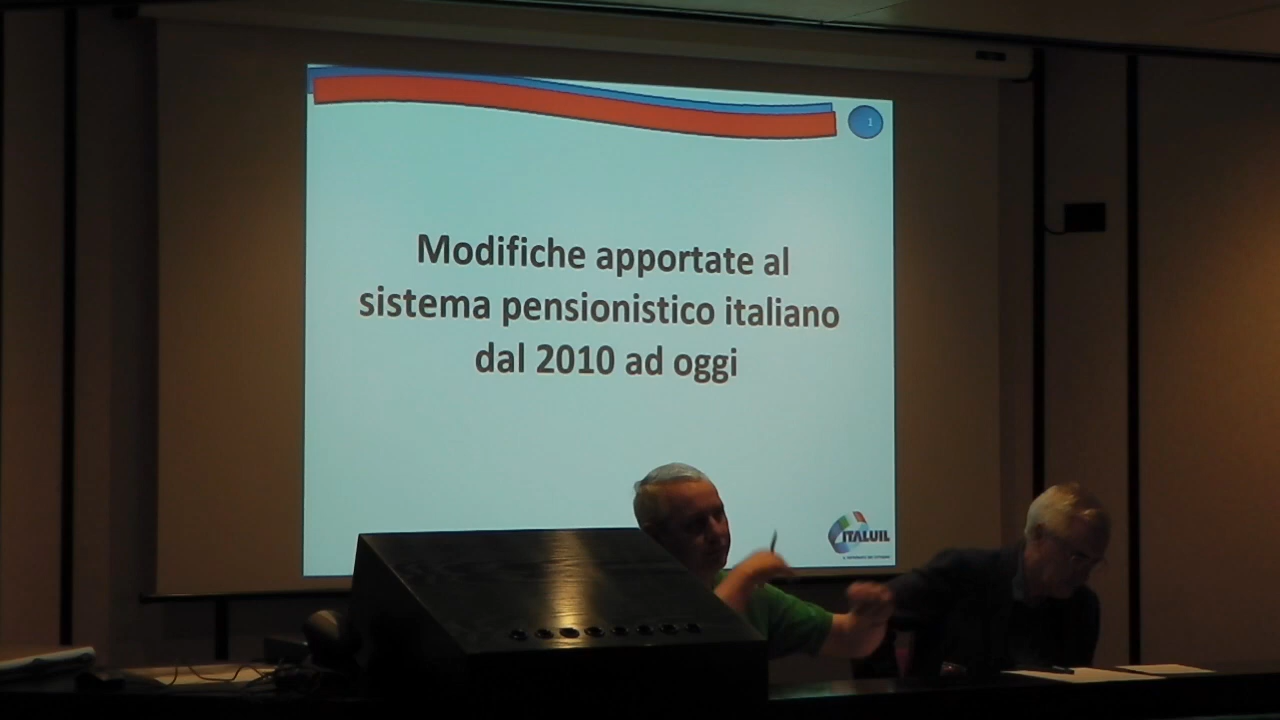 1
Modifiche apportate al
sistema pensionistico italiano
dal 2010 ad oggi
ITALUIL